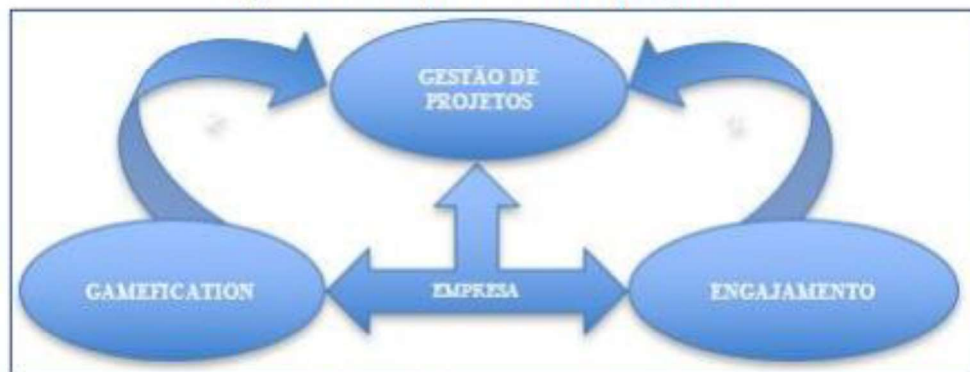 GESTÃO DE
PROJETOS
GAMEFICATION
EMPRESA
ENGAJAMENTO